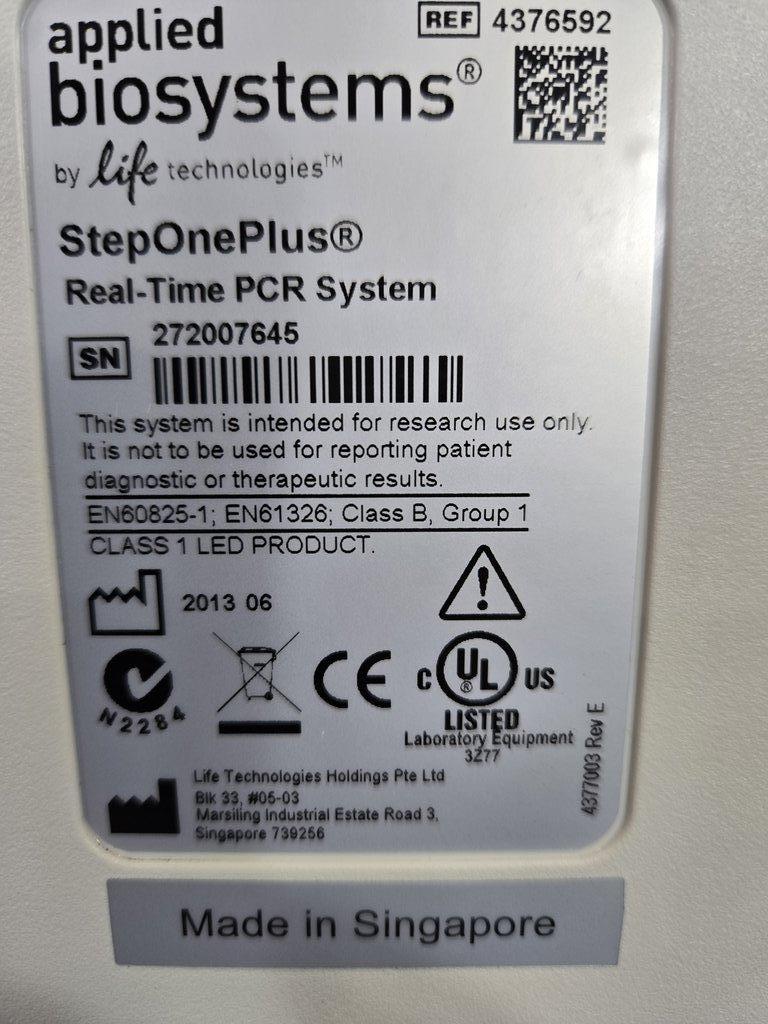 applied
biosystems®
REF 4376592
by life technologies™
StepOnePlus®
Real-Time PCR System
SN 272007645
This system is intended for research use only.
It is not to be used for reporting patient
diagnostic or therapeutic results.
EN60825-1; EN61326; Class B, Group 1
CLASS 1 LED PRODUCT.
2013 06
N2284
CE
C UL® US
LISTED
Laboratory Equipment
3Z77
4377003 Rev E
Life Technologies Holdings Pte Ltd
Blk 33, #05-03
Marsiling Industrial Estate Road 3,
Singapore 739256
Made in Singapore